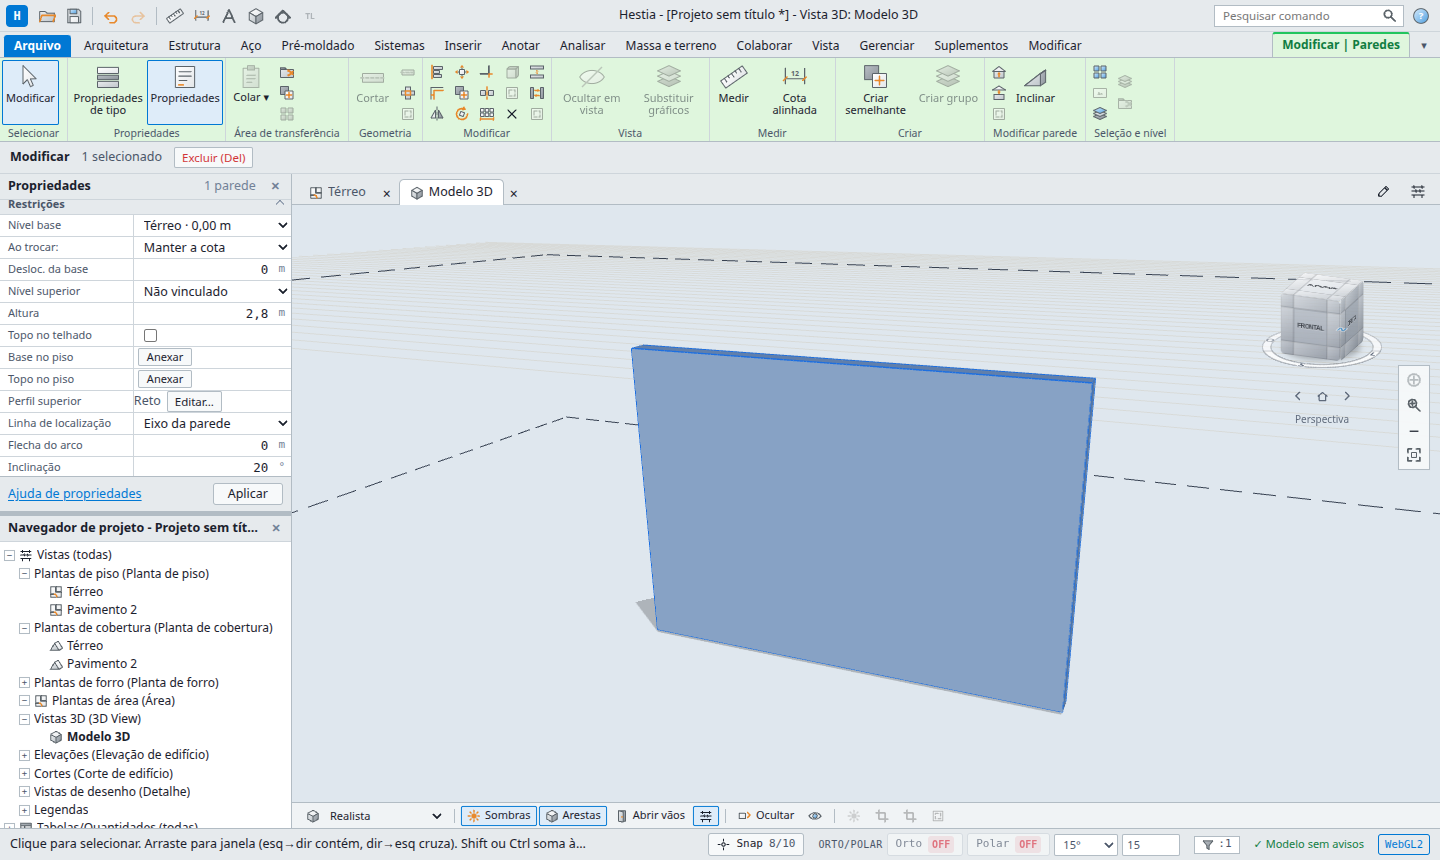 H
TL
Hestia - [Projeto sem título *] - Vista 3D: Modelo 3D
Pesquisar comando
?
Arquivo Arquitetura Estrutura Aço Pré-moldado Sistemas Inserir Anotar Analisar Massa e terreno Colaborar Vista Gerenciar Suplementos Modificar Modificar | Paredes
Modificar
Propriedades de tipo
Propriedades
Colar
Cortar
Ocultar em vista
Substituir gráficos
Medir
Cota alinhada
Criar semelhante
Criar grupo
Inclinar
Selecionar Propriedades Área de transferência Geometria Modificar Vista Medir Criar Modificar parede Seleção e nível
Modificar 1 selecionado Excluir (Del)
Propriedades 1 parede ×
Restrições
Nível base Térreo · 0,00 m
Ao trocar: Manter a cota
Desloc. da base 0 m
Nível superior Não vinculado
Altura 2,8 m
Topo no telhado
Base no piso Anexar
Topo no piso Anexar
Perfil superior Reto Editar...
Linha de localização Eixo da parede
Flecha do arco 0 m
Inclinação 20 °
Ajuda de propriedades Aplicar
Navegador de projeto - Projeto sem tít... ×
Vistas (todas)
Plantas de piso (Planta de piso)
Térreo
Pavimento 2
Plantas de cobertura (Planta de cobertura)
Térreo
Pavimento 2
Plantas de forro (Planta de forro)
Plantas de área (Área)
Vistas 3D (3D View)
Modelo 3D
Elevações (Elevação de edifício)
Cortes (Corte de edifício)
Vistas de desenho (Detalhe)
Legendas
Tabelas/Quantidades (todas)
Térreo × Modelo 3D ×
FRONTAL
Perspectiva
Realista Sombras Arestas Abrir vãos Ocultar
Clique para selecionar. Arraste para janela (esq→dir contém, dir→esq cruza). Shift ou Ctrl soma à...
Snap 8/10 ORTO/POLAR Orto OFF Polar OFF 15° 15 :1 ✓ Modelo sem avisos WebGL2